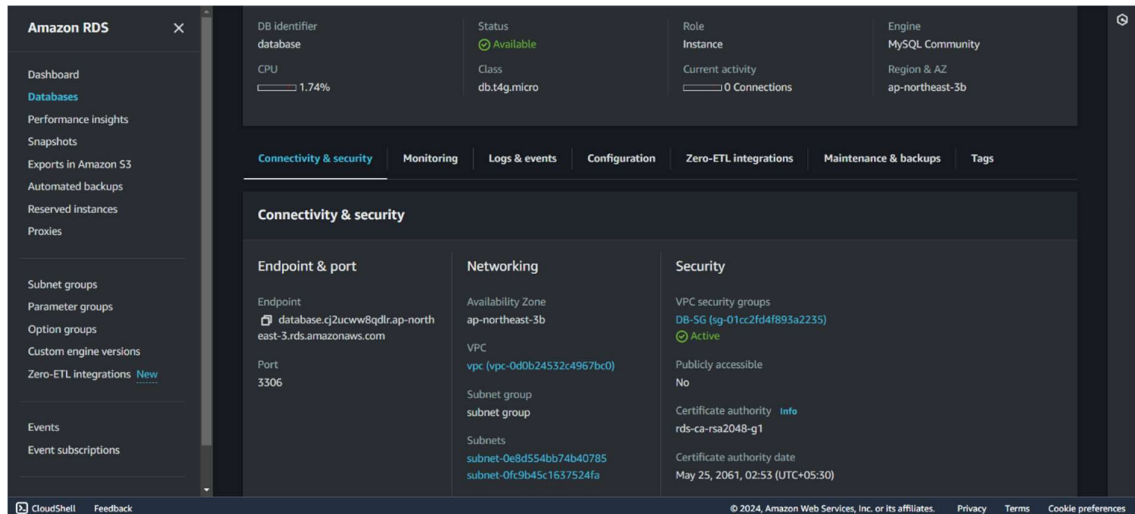 Amazon RDS
Dashboard
Databases
Performance insights
Snapshots
Exports in Amazon S3
Automated backups
Reserved instances
Proxies
Subnet groups
Parameter groups
Option groups
Custom engine versions
Zero-ETL integrations New
Events
Event subscriptions
DB identifier
database
Status
Available
Role
Instance
Engine
MySQL Community
CPU
1.74%
Class
db.t4g.micro
Current activity
0 Connections
Region & AZ
ap-northeast-3b
Connectivity & security
Monitoring
Logs & events
Configuration
Zero-ETL integrations
Maintenance & backups
Tags
Connectivity & security
Endpoint & port
Endpoint
database.cj2ucww8qdlr.ap-north
east-3.rds.amazonaws.com
Port
3306
Networking
Availability Zone
ap-northeast-3b
VPC
vpc (vpc-0d0b24532c4967bc0)
Subnet group
subnet group
Subnets
subnet-0e8d554bb74b40785
subnet-0fc9b45c1637524fa
Security
VPC security groups
DB-SG (sg-01cc2fd4f893a2235)
Active
Publicly accessible
No
Certificate authority Info
rds-ca-rsa2048-g1
Certificate authority date
May 25, 2061, 02:53 (UTC+05:30)
CloudShell
Feedback
© 2024, Amazon Web Services, Inc. or its affiliates.
Privacy
Terms
Cookie preferences